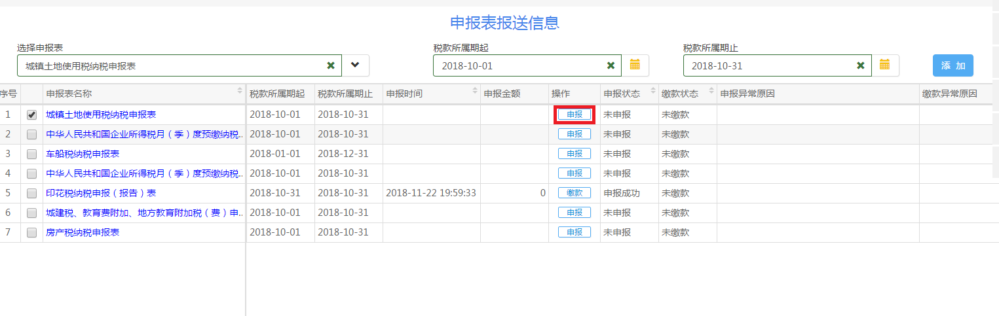 申报表报送信息
选择申报表 税款所属期起 税款所属期止
城镇土地使用税纳税申报表 2018-10-01 2018-10-31 添 加
序号 申报表名称 税款所属期起 税款所属期止 申报时间 申报金额 操作 申报状态 缴款状态 申报异常原因 缴款异常原因
1 城镇土地使用税纳税申报表 2018-10-01 2018-10-31 申报 未申报 未缴款
2 中华人民共和国企业所得税月（季）度预缴纳税.. 2018-10-01 2018-10-31 申报 未申报 未缴款
3 车船税纳税申报表 2018-01-01 2018-12-31 申报 未申报 未缴款
4 中华人民共和国企业所得税月（季）度预缴纳税.. 2018-10-01 2018-10-31 申报 未申报 未缴款
5 印花税纳税申报（报告）表 2018-10-31 2018-10-31 2018-11-22 19:59:33 0 缴款 申报成功 未缴款
6 城建税、教育费附加、地方教育附加税（费）申.. 2018-10-01 2018-10-31 申报 未申报 未缴款
7 房产税纳税申报表 2018-10-01 2018-10-31 申报 未申报 未缴款